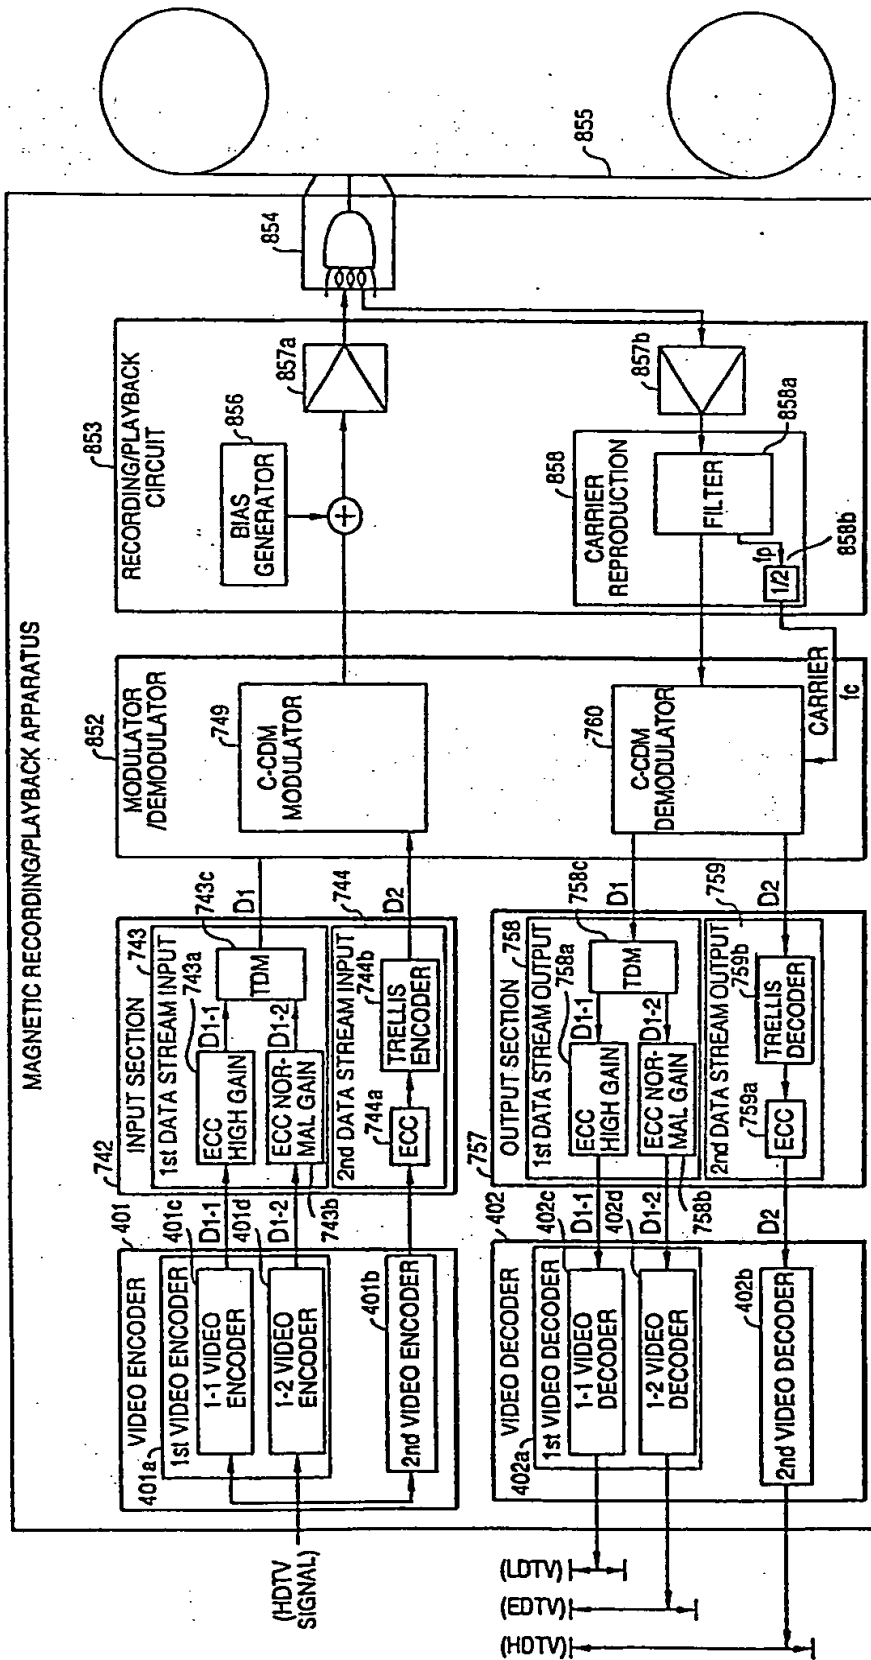 MAGNETIC RECORDING/PLAYBACK APPARATUS
401
VIDEO ENCODER
401a
1st VIDEO ENCODER
401c
1-1 VIDEO
ENCODER
401d
1-2 VIDEO
ENCODER
401b
2nd VIDEO ENCODER
(HDTV
SIGNAL)
D1-1
D1-2
742
INPUT SECTION
743
1st DATA STREAM INPUT
743a
ECC
HIGH GAIN
D1-1
743c
TDM
ECC NOR-
MAL GAIN
D1-2
743b
744
2nd DATA STREAM INPUT
744a
ECC
744b
TRELLIS
ENCODER
D1
D2
852
MODULATOR
/DEMODULATOR
749
C-CDM
MODULATOR
853
RECORDING/PLAYBACK
CIRCUIT
856
BIAS
GENERATOR
+
857a
854
855
402
VIDEO DECODER
402a
1st VIDEO DECODER
402c
1-1 VIDEO
DECODER
402d
1-2 VIDEO
DECODER
402b
2nd VIDEO DECODER
(LDTV)
(EDTV)
(HDTV)
D1-1
D1-2
D2
757
OUTPUT SECTION
758
1st DATA STREAM OUTPUT
758a
ECC
HIGH GAIN
D1-1
758c
TDM
ECC NOR-
MAL GAIN
D1-2
758b
759
2nd DATA STREAM OUTPUT
759a
ECC
759b
TRELLIS
DECODER
D1
D2
760
C-CDM
DEMODULATOR
CARRIER
fc
857b
858
CARRIER
REPRODUCTION
858a
FILTER
fp
1/2
858b